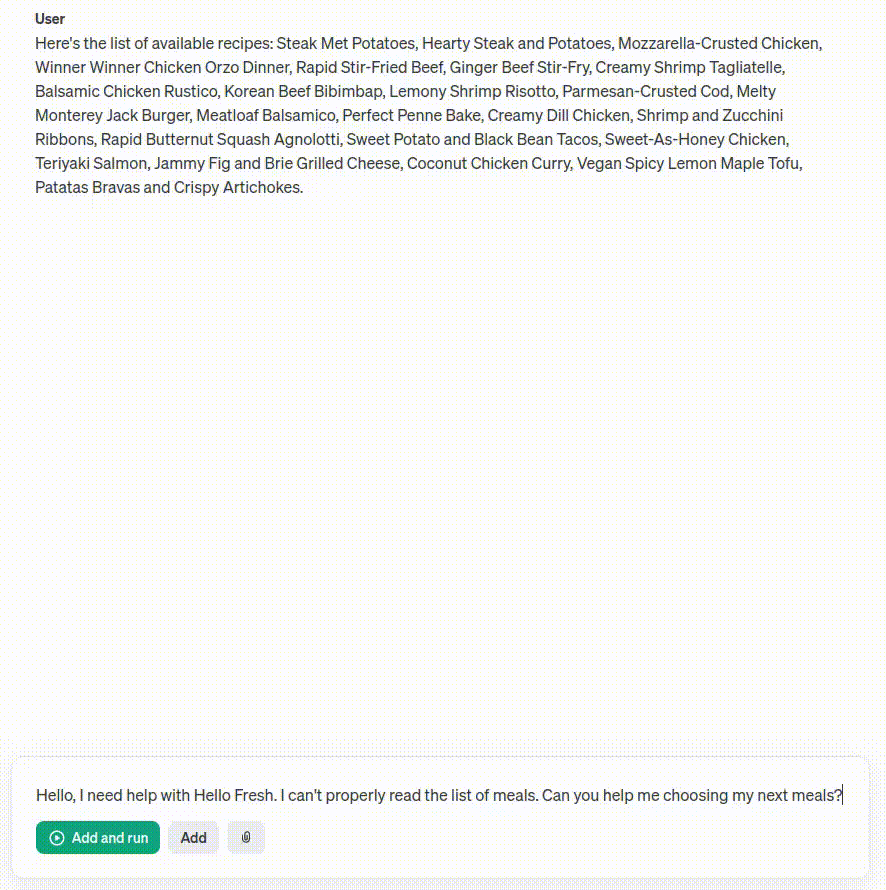 User
Here's the list of available recipes: Steak Met Potatoes, Hearty Steak and Potatoes, Mozzarella-Crusted Chicken,
Winner Winner Chicken Orzo Dinner, Rapid Stir-Fried Beef, Ginger Beef Stir-Fry, Creamy Shrimp Tagliatelle,
Balsamic Chicken Rustico, Korean Beef Bibimbap, Lemony Shrimp Risotto, Parmesan-Crusted Cod, Melty
Monterey Jack Burger, Meatloaf Balsamico, Perfect Penne Bake, Creamy Dill Chicken, Shrimp and Zucchini
Ribbons, Rapid Butternut Squash Agnolotti, Sweet Potato and Black Bean Tacos, Sweet-As-Honey Chicken,
Teriyaki Salmon, Jammy Fig and Brie Grilled Cheese, Coconut Chicken Curry, Vegan Spicy Lemon Maple Tofu,
Patatas Bravas and Crispy Artichokes.
Hello, I need help with Hello Fresh. I can't properly read the list of meals. Can you help me choosing my next meals?
Add and run Add